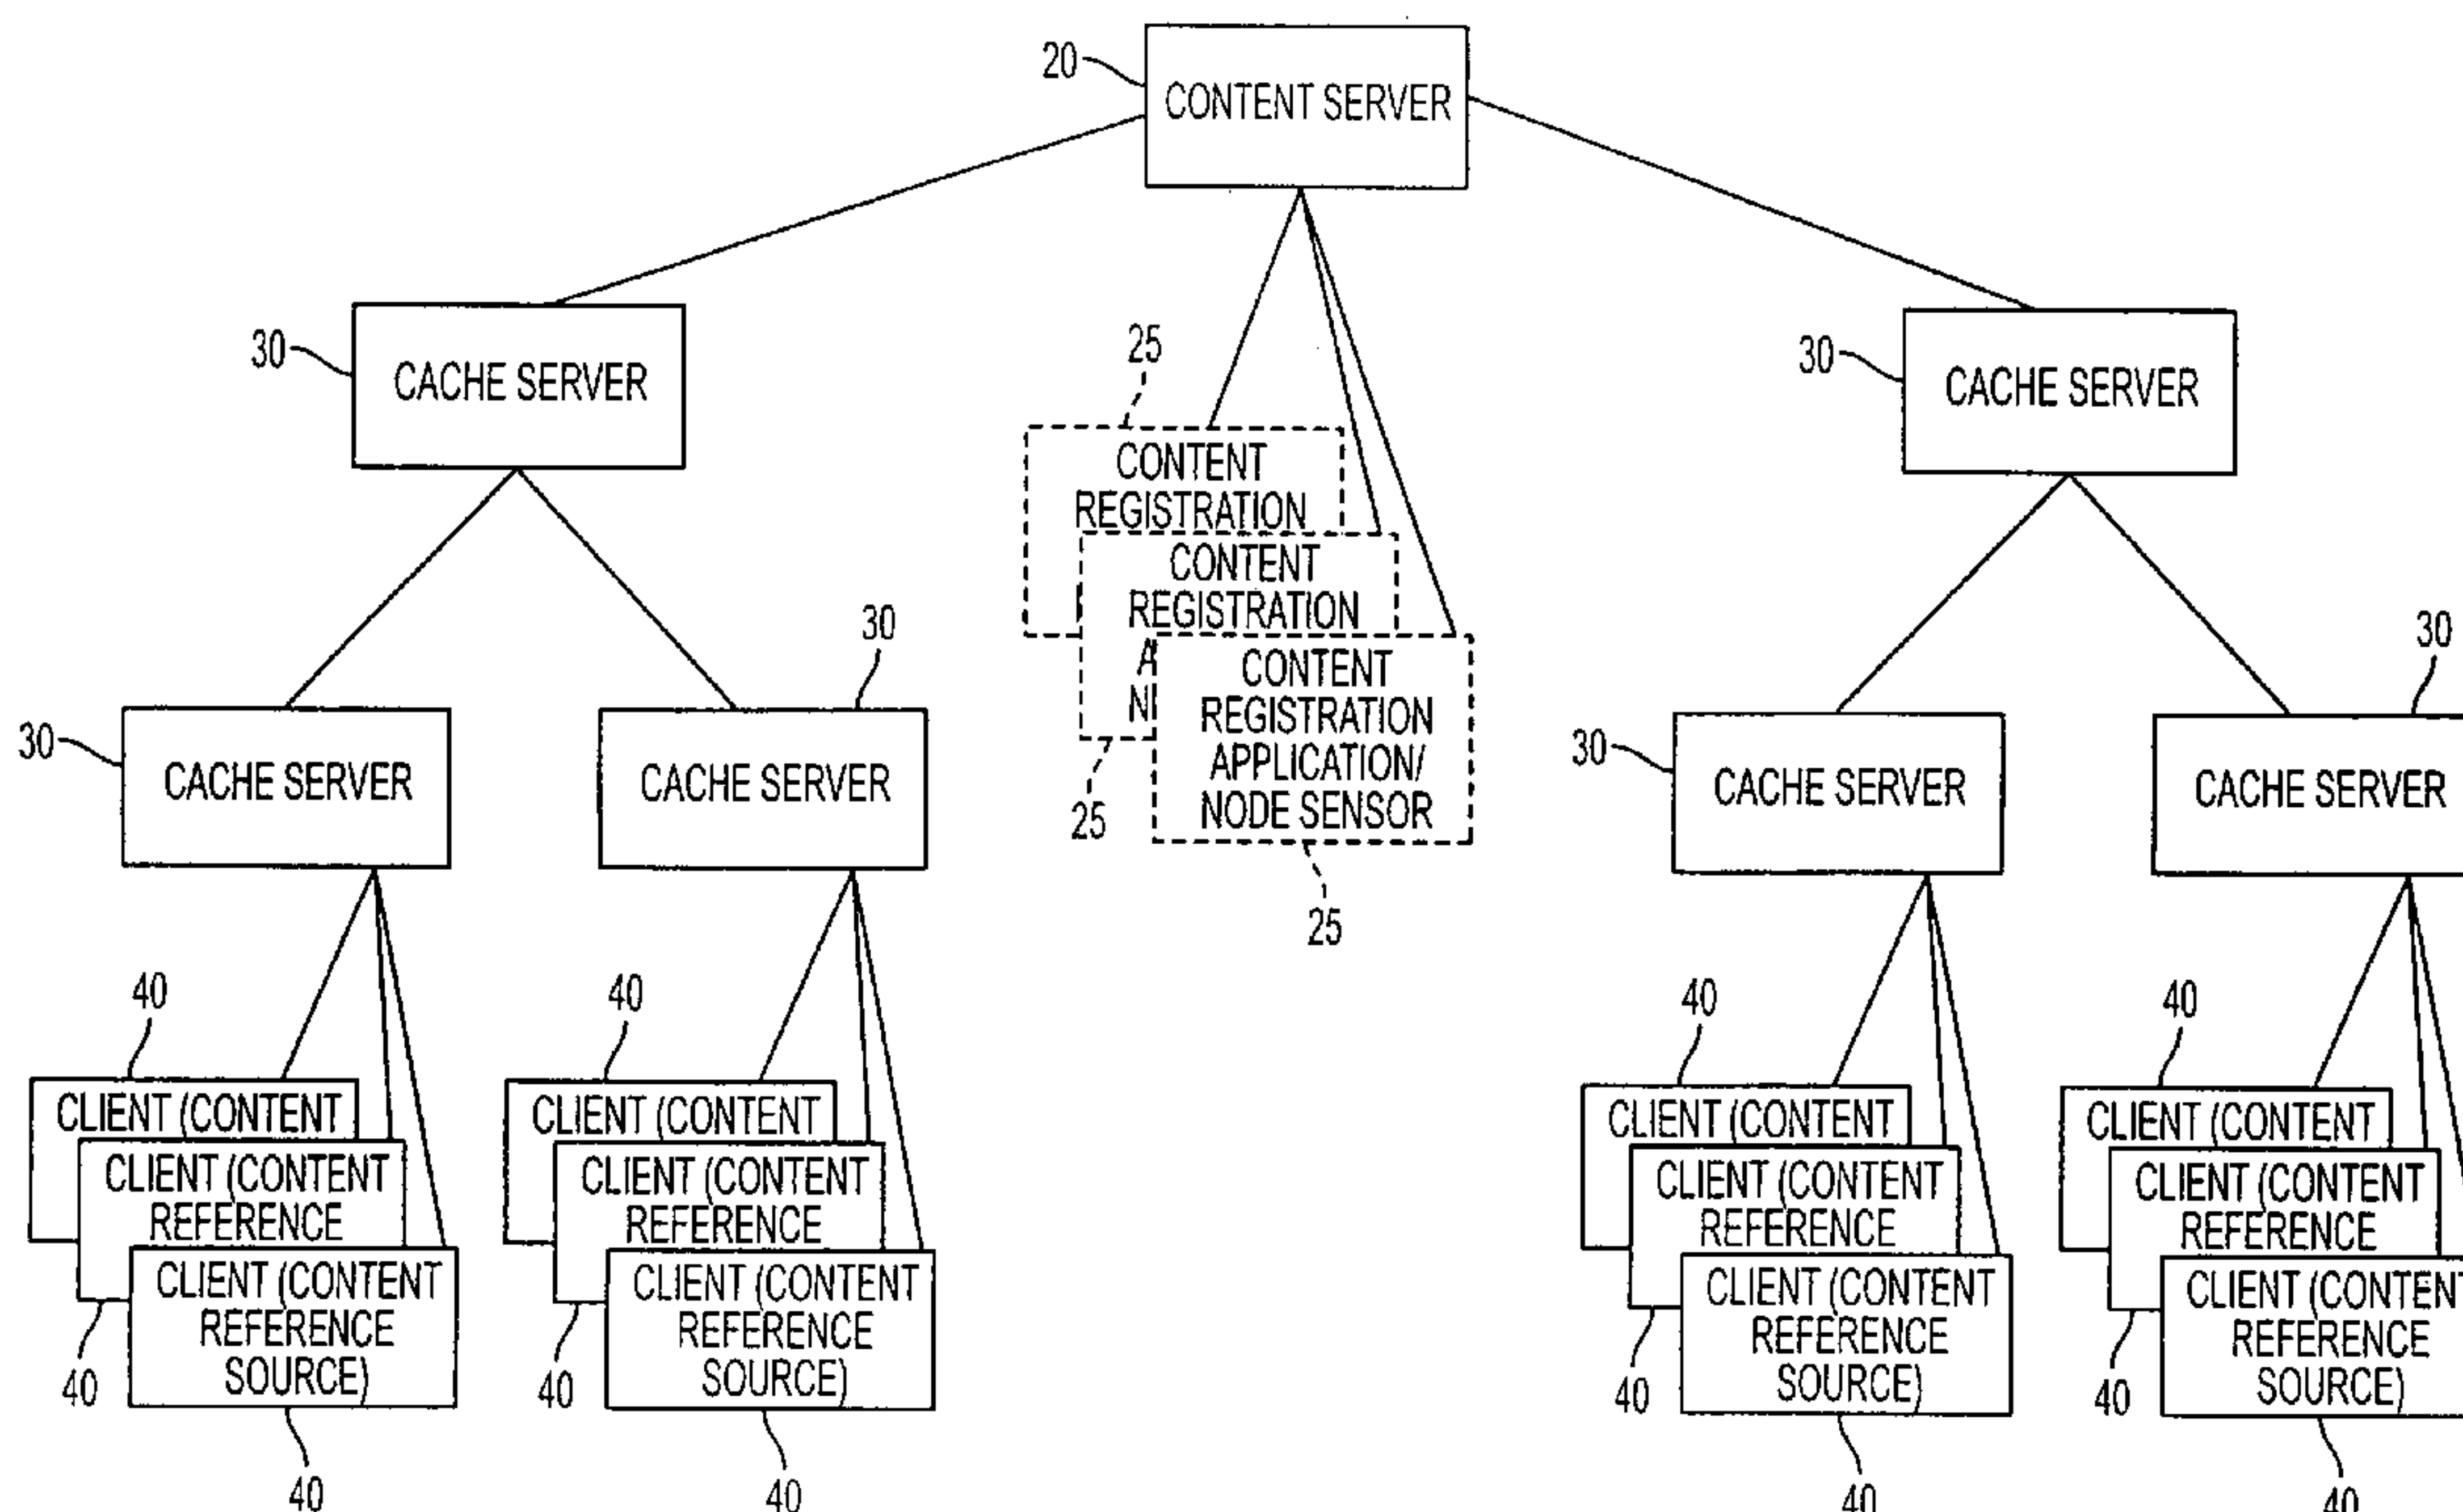 20
CONTENT SERVER
30
CACHE SERVER
25
CONTENT
REGISTRATION
CONTENT
REGISTRATION
A
N
25
CONTENT
REGISTRATION
APPLICATION/
NODE SENSOR
25
30
CACHE SERVER
30
CACHE SERVER
30
CACHE SERVER
30
CACHE SERVER
30
CACHE SERVER
40
CLIENT (CONTENT
CLIENT (CONTENT
REFERENCE
40
CLIENT (CONTENT
REFERENCE
SOURCE)
40
40
CLIENT (CONTENT
CLIENT (CONTENT
REFERENCE
40
CLIENT (CONTENT
REFERENCE
SOURCE)
40
40
CLIENT (CONTENT
CLIENT (CONTENT
REFERENCE
40
CLIENT (CONTENT
REFERENCE
SOURCE)
40
40
CLIENT (CONTENT
CLIENT (CONTENT
REFERENCE
40
CLIENT (CONTENT
REFERENCE
SOURCE)
40